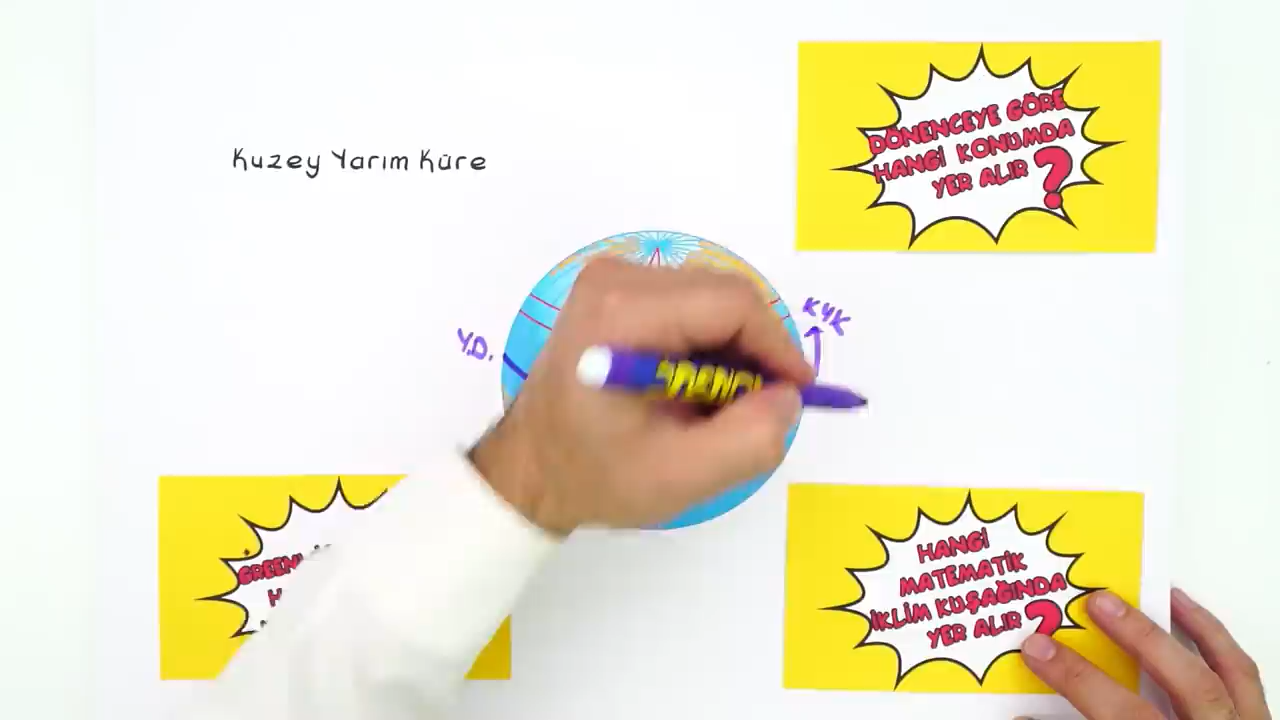 Kuzey Yarım Küre
DÖNENCEYE GÖRE
HANGİ KONUMDA
YER ALIR ?
Y.D.
KYK
HANGİ
MATEMATİK
İKLİM KUŞAĞINDA
YER ALIR ?